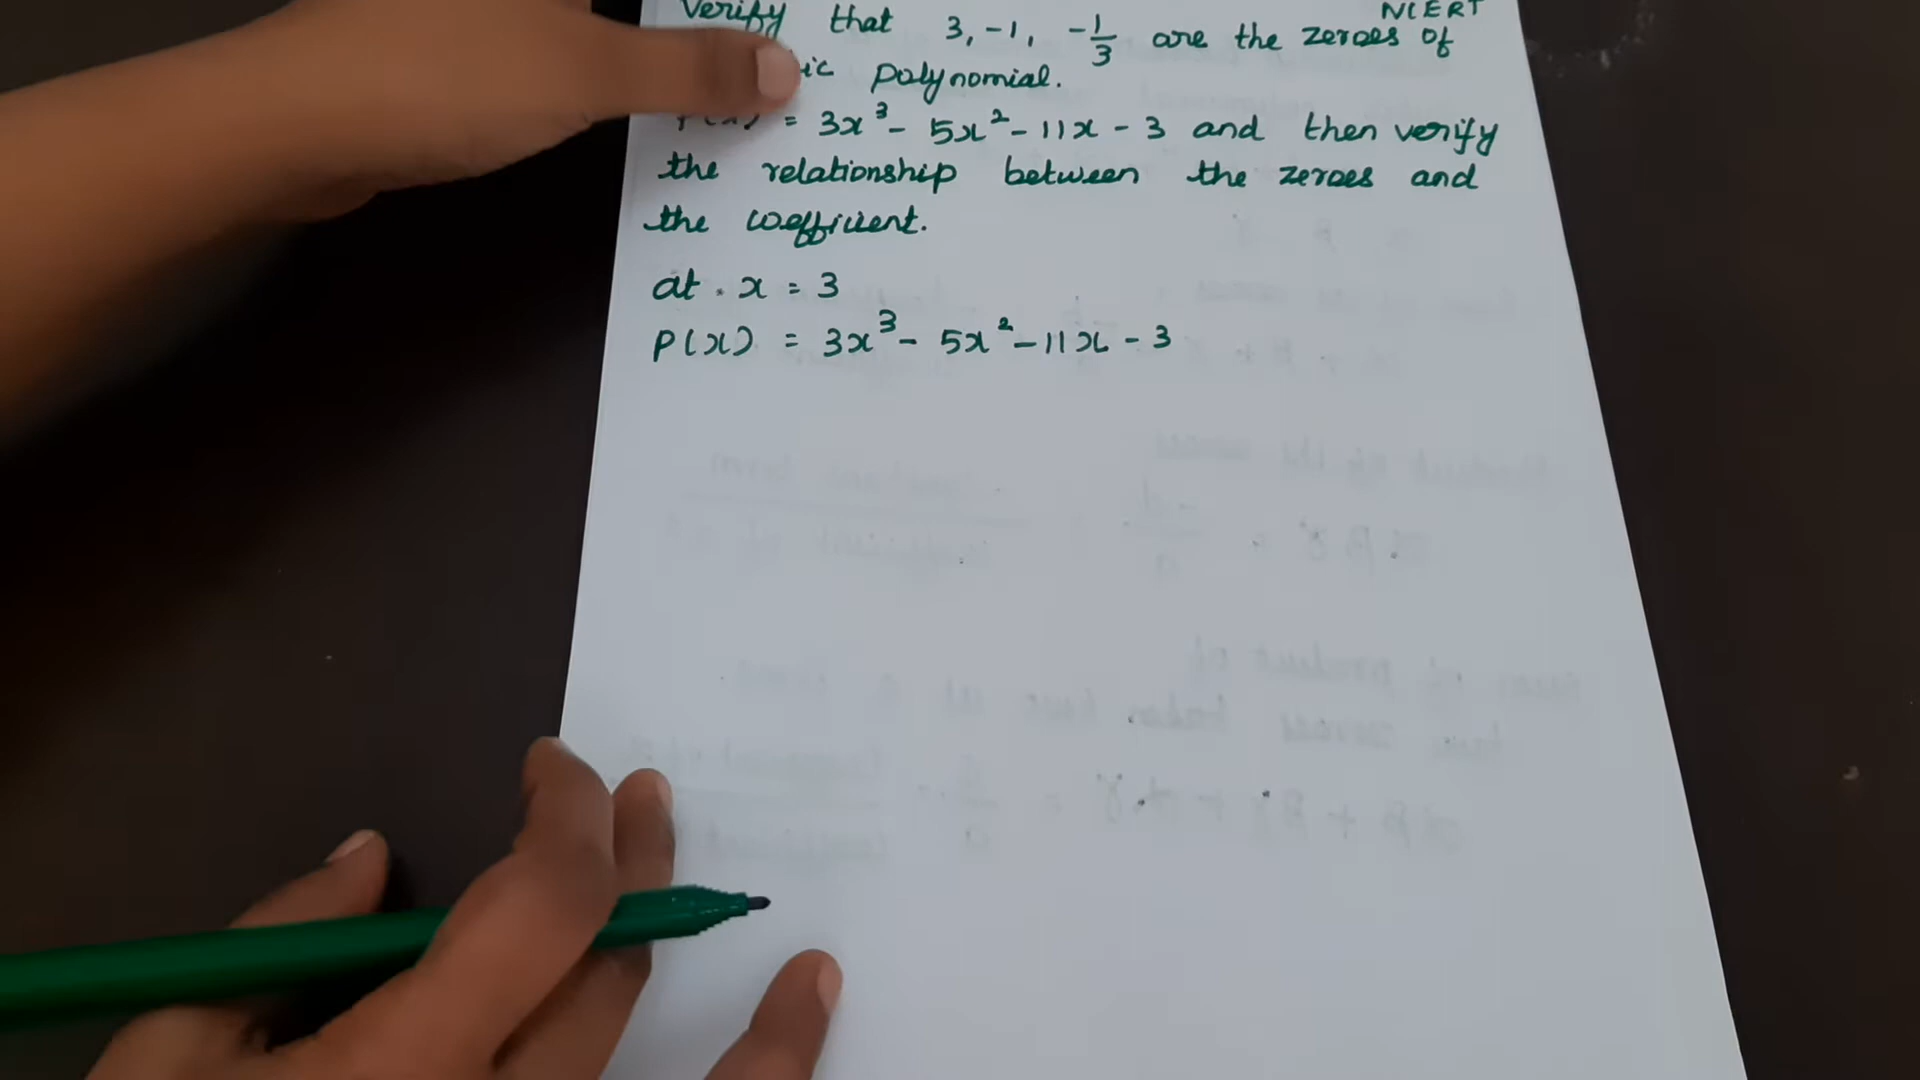 NCERT
Verify that 3, -1, -1/3 are the zeroes of
polynomial.
= 3x³ - 5x² - 11x - 3 and then verify
the relationship between the zeroes and
the coefficient.
at . x = 3
P(x) = 3x³ - 5x² - 11x - 3